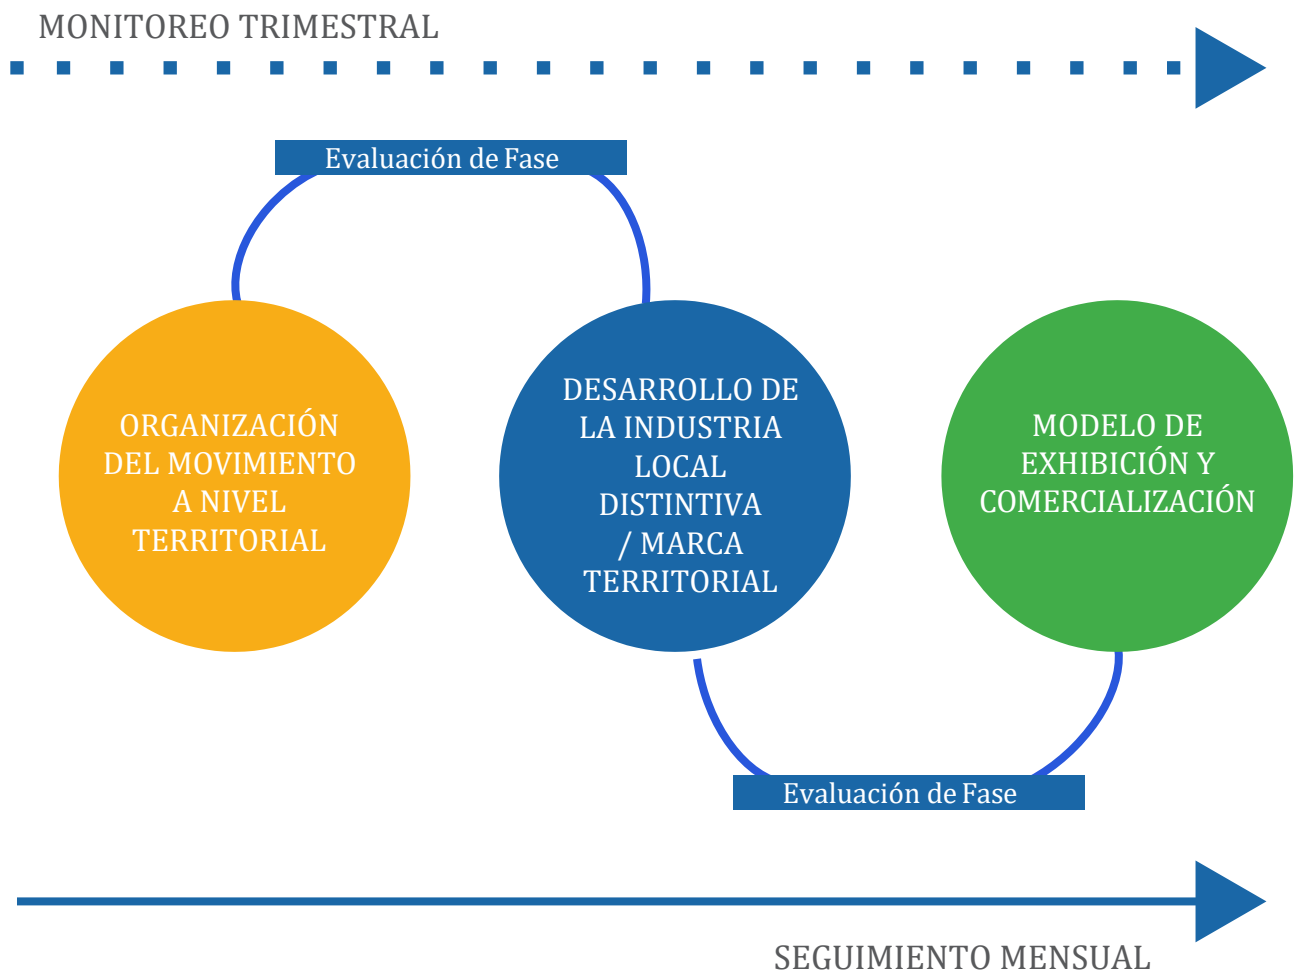 MONITOREO TRIMESTRAL
Evaluación de Fase
ORGANIZACIÓN
DEL MOVIMIENTO
A NIVEL
TERRITORIAL
DESARROLLO DE
LA INDUSTRIA
LOCAL
DISTINTIVA
/ MARCA
TERRITORIAL
MODELO DE
EXHIBICIÓN Y
COMERCIALIZACIÓN
Evaluación de Fase
SEGUIMIENTO MENSUAL